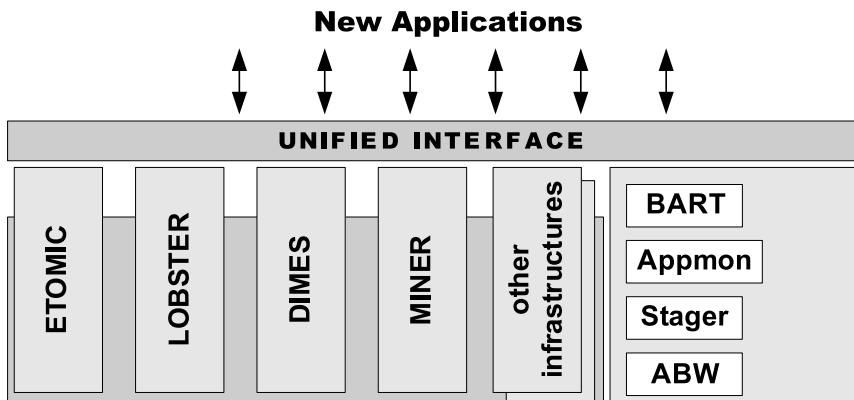 New Applications
UNIFIED INTERFACE
ETOMIC
LOBSTER
DIMES
MINER
other
infrastructures
BART
Appmon
Stager
ABW